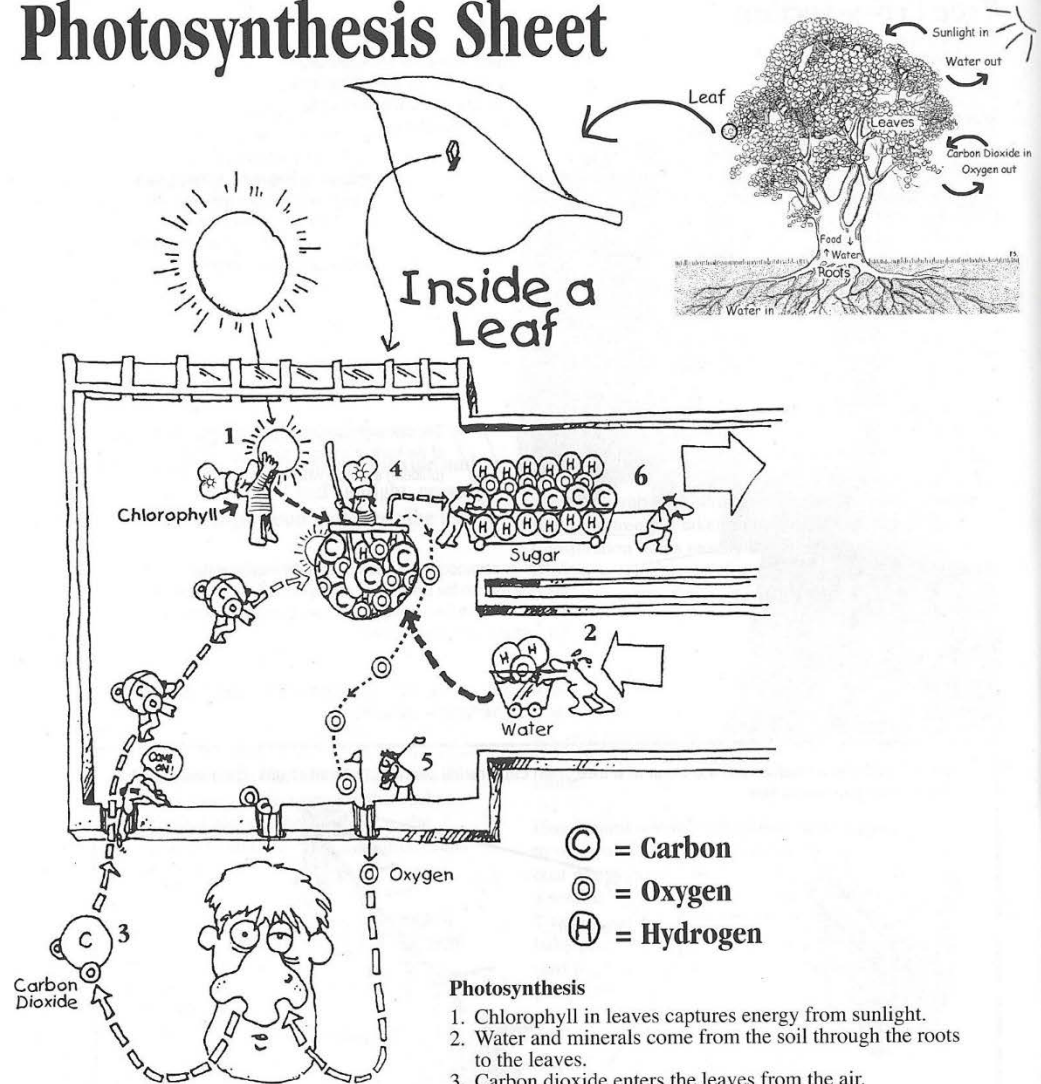 Photosynthesis Sheet
Sunlight in
Water out
Leaf
Leaves
Carbon Dioxide in
Oxygen out
Food
Water
Roots
Water in
Inside a
Leaf
1
4
6
Chlorophyll
H H H H H H
C C C C C C
H H H H H H
Sugar
C H O C
C
C
C
C
2
H H
Water
COME
ON!
5
Oxygen
C
3
Carbon
Dioxide
C = Carbon
O = Oxygen
H = Hydrogen
Photosynthesis
1. Chlorophyll in leaves captures energy from sunlight.
2. Water and minerals come from the soil through the roots
to the leaves.
3. Carbon dioxide enters the leaves from the air.